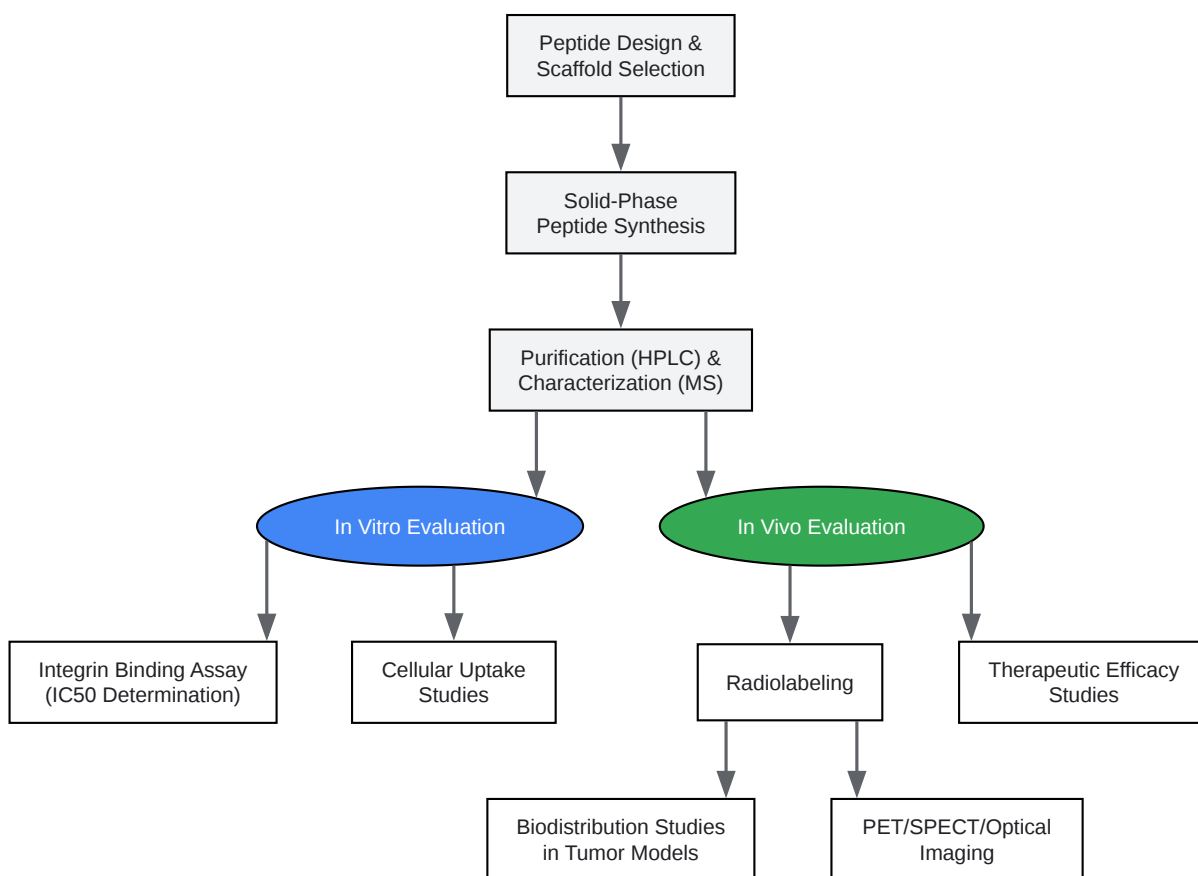 Peptide Design &
Scaffold Selection
Solid-Phase
Peptide Synthesis
Purification (HPLC) &
Characterization (MS)
In Vitro Evaluation
In Vivo Evaluation
Integrin Binding Assay
(IC50 Determination)
Cellular Uptake
Studies
Radiolabeling
Therapeutic Efficacy
Studies
Biodistribution Studies
in Tumor Models
PET/SPECT/Optical
Imaging